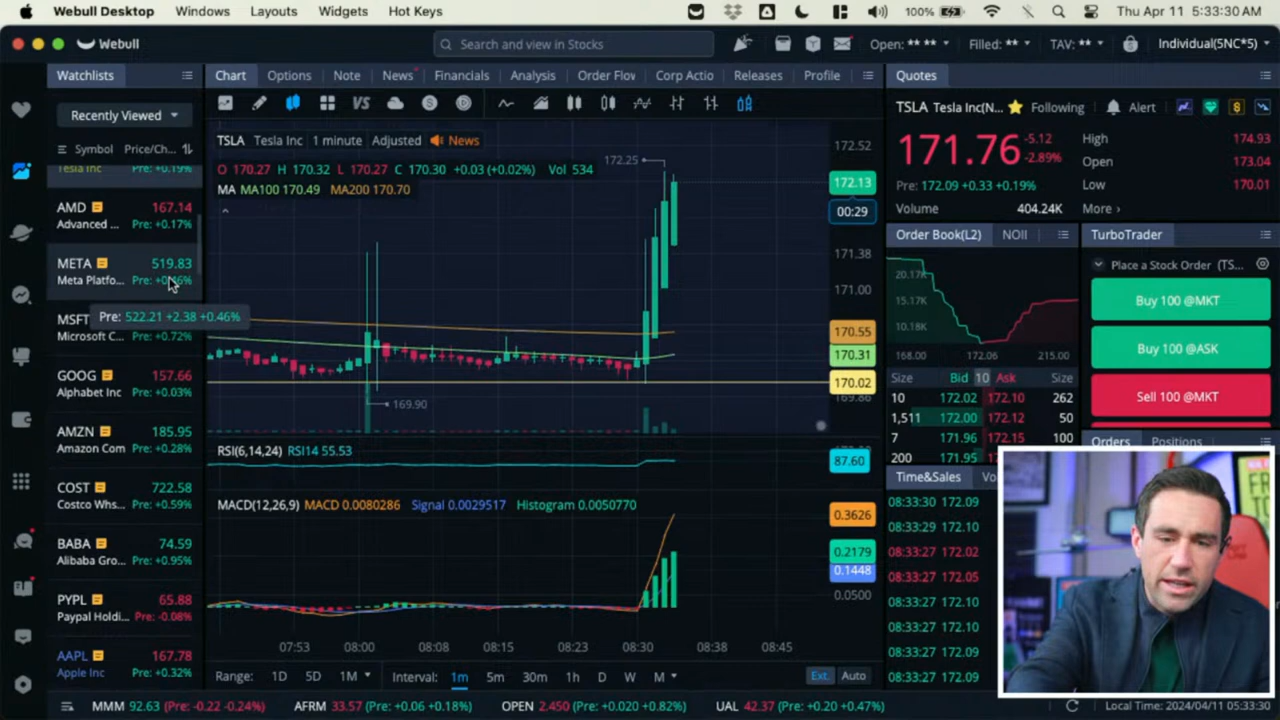 Webull Desktop Windows Layouts Widgets Hot Keys 100% Thu Apr 11 5:33:30 AM
Webull Search and view in Stocks Open: ** ** Filled: ** TAV: ** Individual(5NC*5)
Watchlists
Recently Viewed
Symbol Price/Ch...
Tesla Inc Pre: +0.19%
AMD 167.14
Advanced ... Pre: +0.17%
META 519.83
Meta Platfo... Pre: +0.46%
Pre: 522.21 +2.38 +0.46%
MSFT
Microsoft C... Pre: +0.72%
GOOG 157.66
Alphabet Inc Pre: +0.03%
AMZN 185.95
Amazon Com Pre: +0.28%
COST 722.58
Costco Whs... Pre: +0.59%
BABA 74.59
Alibaba Gro... Pre: +0.95%
PYPL 65.88
Paypal Holdi... Pre: -0.08%
AAPL 167.78
Apple Inc Pre: +0.32%
Chart Options Note News Financials Analysis Order Flov Corp Actio Releases Profile
VS
TSLA Tesla Inc 1 minute Adjusted News
O 170.27 H 170.32 L 170.27 C 170.30 +0.03 (+0.02%) Vol 534
MA MA100 170.49 MA200 170.70
172.25
169.90
172.52
172.13
00:29
171.38
171.00
170.55
170.31
170.02
169.86
RSI(6,14,24) RSI14 55.53
87.60
MACD(12,26,9) MACD 0.0080286 Signal 0.0029517 Histogram 0.0050770
0.3626
0.2179
0.1448
0.0500
07:53 08:00 08:08 08:15 08:23 08:30 08:38 08:45
Range: 1D 5D 1M Interval: 1m 5m 30m 1h D W M Ext. Auto
Quotes
TSLA Tesla Inc(N... Following Alert
171.76 -5.12
-2.89%
High 174.93
Open 173.04
Low 170.01
Pre: 172.09 +0.33 +0.19%
Volume 404.24K More
Order Book(L2) NOII
20.17K
15.17K
10.18K
168.00 172.06 215.00
Size Bid 10 Ask Size
10 172.02 172.10 262
1,511 172.00 172.12 50
7 171.96 172.15 100
200 171.95
TurboTrader
Place a Stock Order (TS...
Buy 100 @MKT
Buy 100 @ASK
Sell 100 @MKT
Orders Positions
Time&Sales
08:33:30 172.09
08:33:29 172.10
08:33:27 172.02
08:33:27 172.05
08:33:27 172.10
08:33:27 172.09
08:33:27 172.09
08:33:27 172.09
MMM 92.63 (Pre: -0.22 -0.24%) AFRM 33.57 (Pre: +0.06 +0.18%) OPEN 2.450 (Pre: +0.020 +0.82%) UAL 42.37 (Pre: +0.20 +0.47%) Local Time: 2024/04/11 05:33:30